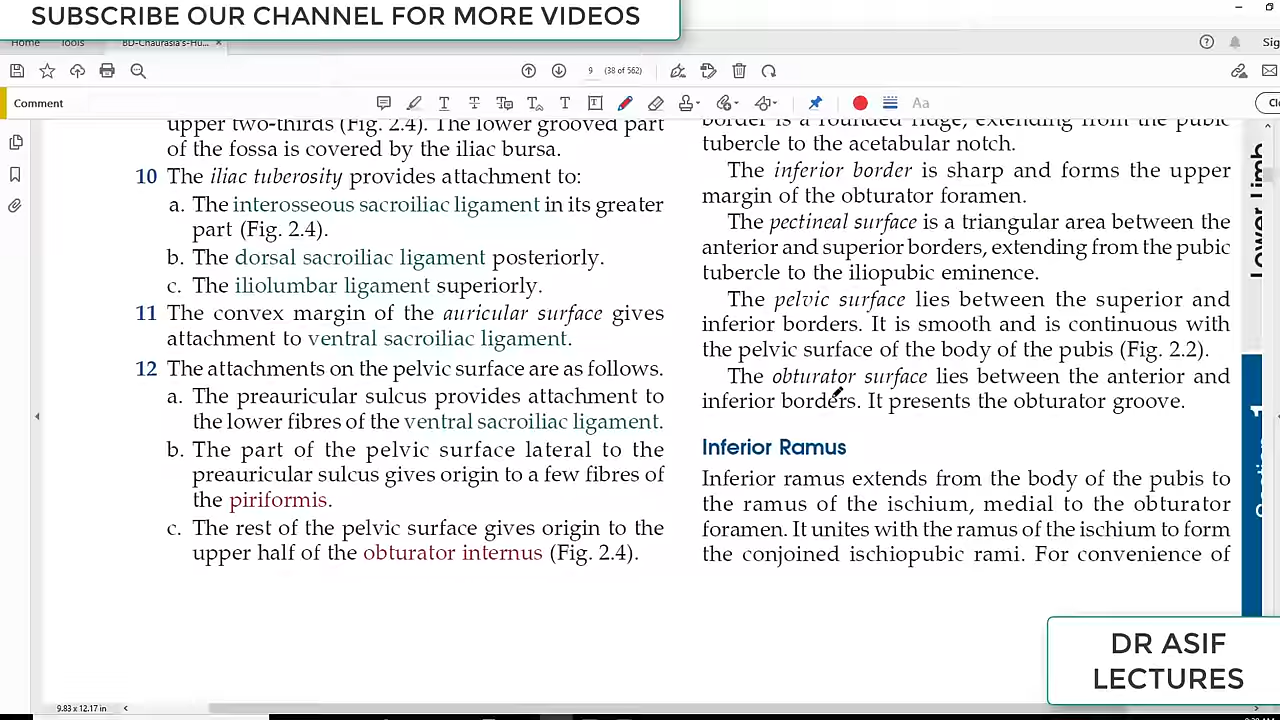 SUBSCRIBE OUR CHANNEL FOR MORE VIDEOS
Home Tools BD-Chaurasia's-Hu... ×
9 (38 of 562)
Comment
upper two-thirds (Fig. 2.4). The lower grooved part
of the fossa is covered by the iliac bursa.
10 The iliac tuberosity provides attachment to:
a. The interosseous sacroiliac ligament in its greater
part (Fig. 2.4).
b. The dorsal sacroiliac ligament posteriorly.
c. The iliolumbar ligament superiorly.
11 The convex margin of the auricular surface gives
attachment to ventral sacroiliac ligament.
12 The attachments on the pelvic surface are as follows.
a. The preauricular sulcus provides attachment to
the lower fibres of the ventral sacroiliac ligament.
b. The part of the pelvic surface lateral to the
preauricular sulcus gives origin to a few fibres of
the piriformis.
c. The rest of the pelvic surface gives origin to the
upper half of the obturator internus (Fig. 2.4).
border is a rounded ridge, extending from the pubic
tubercle to the acetabular notch.
The inferior border is sharp and forms the upper
margin of the obturator foramen.
The pectineal surface is a triangular area between the
anterior and superior borders, extending from the pubic
tubercle to the iliopubic eminence.
The pelvic surface lies between the superior and
inferior borders. It is smooth and is continuous with
the pelvic surface of the body of the pubis (Fig. 2.2).
The obturator surface lies between the anterior and
inferior borders. It presents the obturator groove.
Inferior Ramus
Inferior ramus extends from the body of the pubis to
the ramus of the ischium, medial to the obturator
foramen. It unites with the ramus of the ischium to form
the conjoined ischiopubic rami. For convenience of
Lower Limb
1
DR ASIF
LECTURES
9.83 x 12.17 in